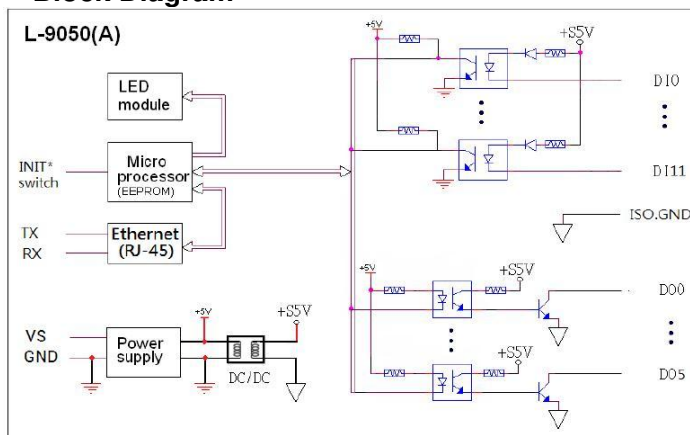 Block Diagram
L-9050(A)
LED
module
INIT*
switch
Micro
processor
(EEPROM)
TX
RX
Ethernet
(RJ-45)
VS
GND
Power
supply
+5V
+S5V
DC/DC
+5V
+S5V
DI0
DI11
ISO.GND
+5V
+S5V
DO0
+S5V
DO5